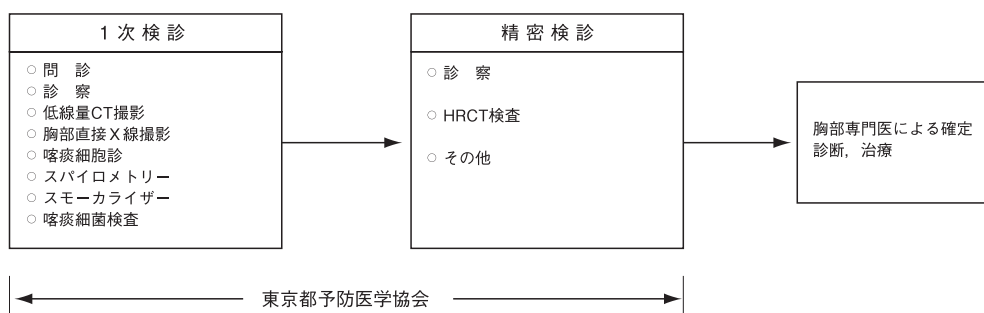 1次検診
○ 問 診
○ 診 察
○ 低線量CT撮影
○ 胸部直接X線撮影
○ 喀痰細胞診
○ スパイロメトリー
○ スモーカライザー
○ 喀痰細菌検査
精密検診
○ 診 察
○ HRCT検査
○ その他
胸部専門医による確定
診断，治療
東京都予防医学協会